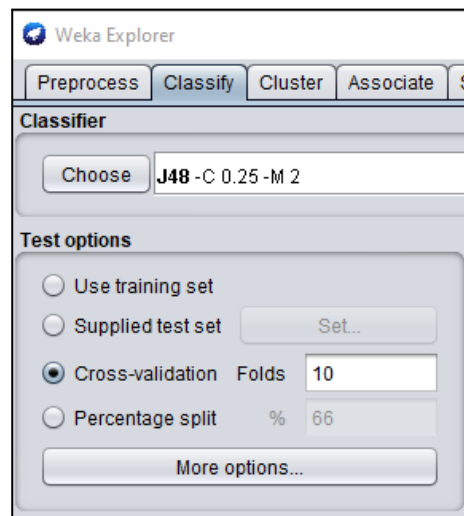 Weka Explorer
Preprocess Classify Cluster Associate
Classifier
Choose J48 -C 0.25 -M 2
Test options
Use training set
Supplied test set Set...
Cross-validation Folds 10
Percentage split % 66
More options...